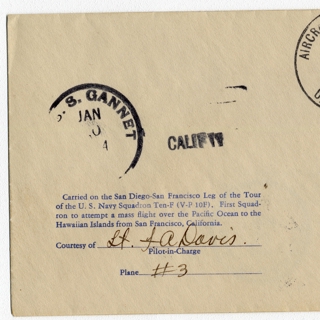 S. GANNET
JAN
AIRCR
Carried on the San Diego-San Francisco Leg of the Tour
of the U. S. Navy Squadron Ten-F (V-P 10F). First Squad-
ron to attempt a mass flight over the Pacific Ocean to the
Hawaiian Islands from San Francisco, California.
Courtesy of Lt. J A Davis.
Pilot-in-Charge
Plane #3